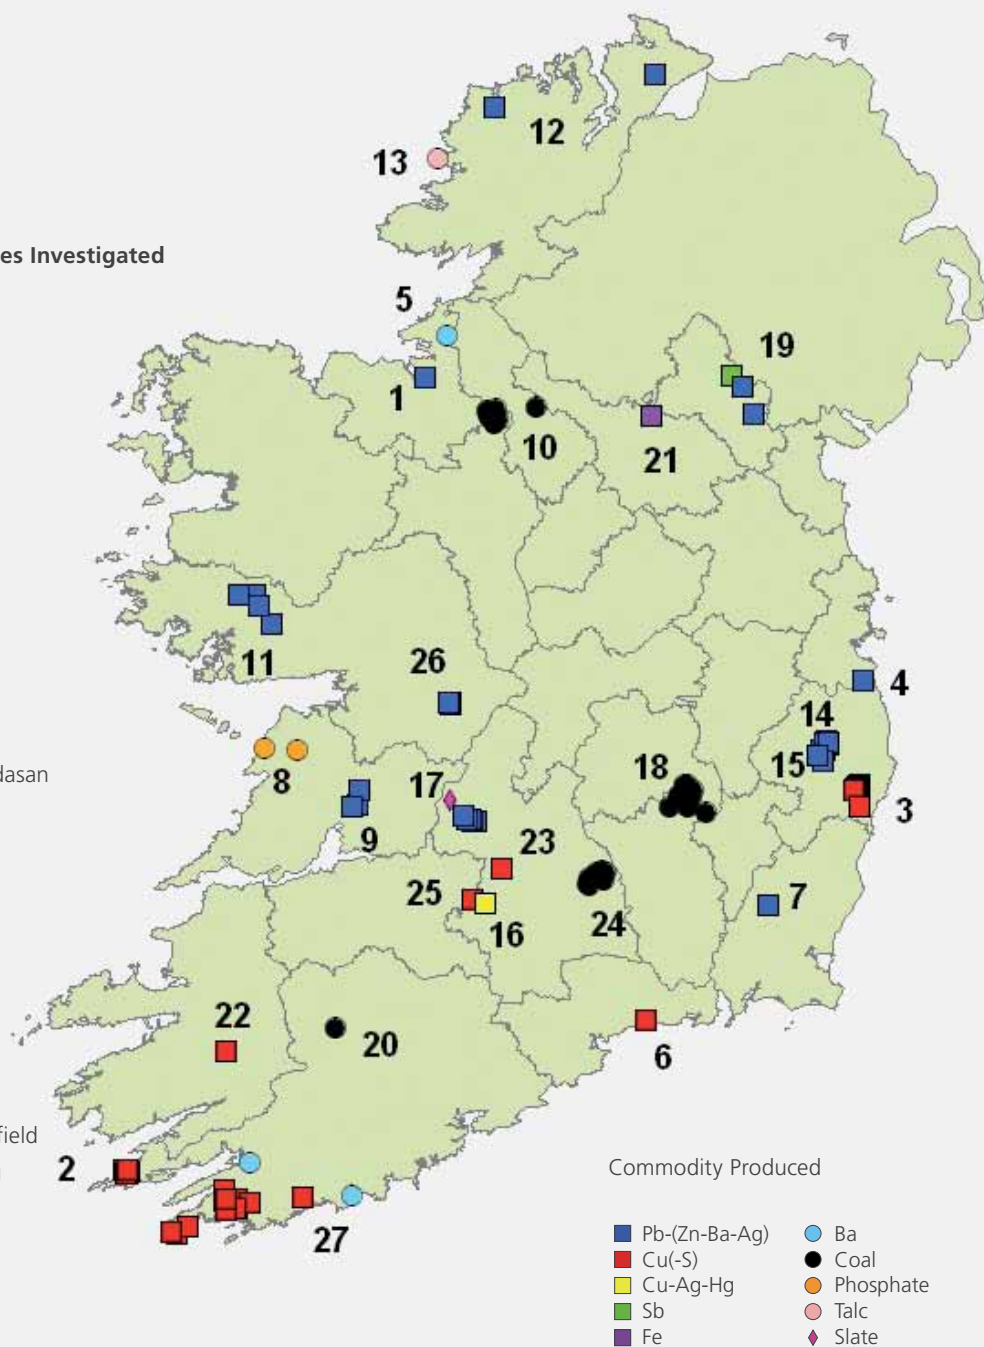 12
13
es Investigated
5
19
1
10
21
11
26
4
14
dasan
8
17
18
15
3
9
23
25
7
16
24
22
20
6
field
2
27
Commodity Produced
Pb-(Zn-Ba-Ag)
Cu(-S)
Cu-Ag-Hg
Sb
Fe
Ba
Coal
Phosphate
Talc
Slate